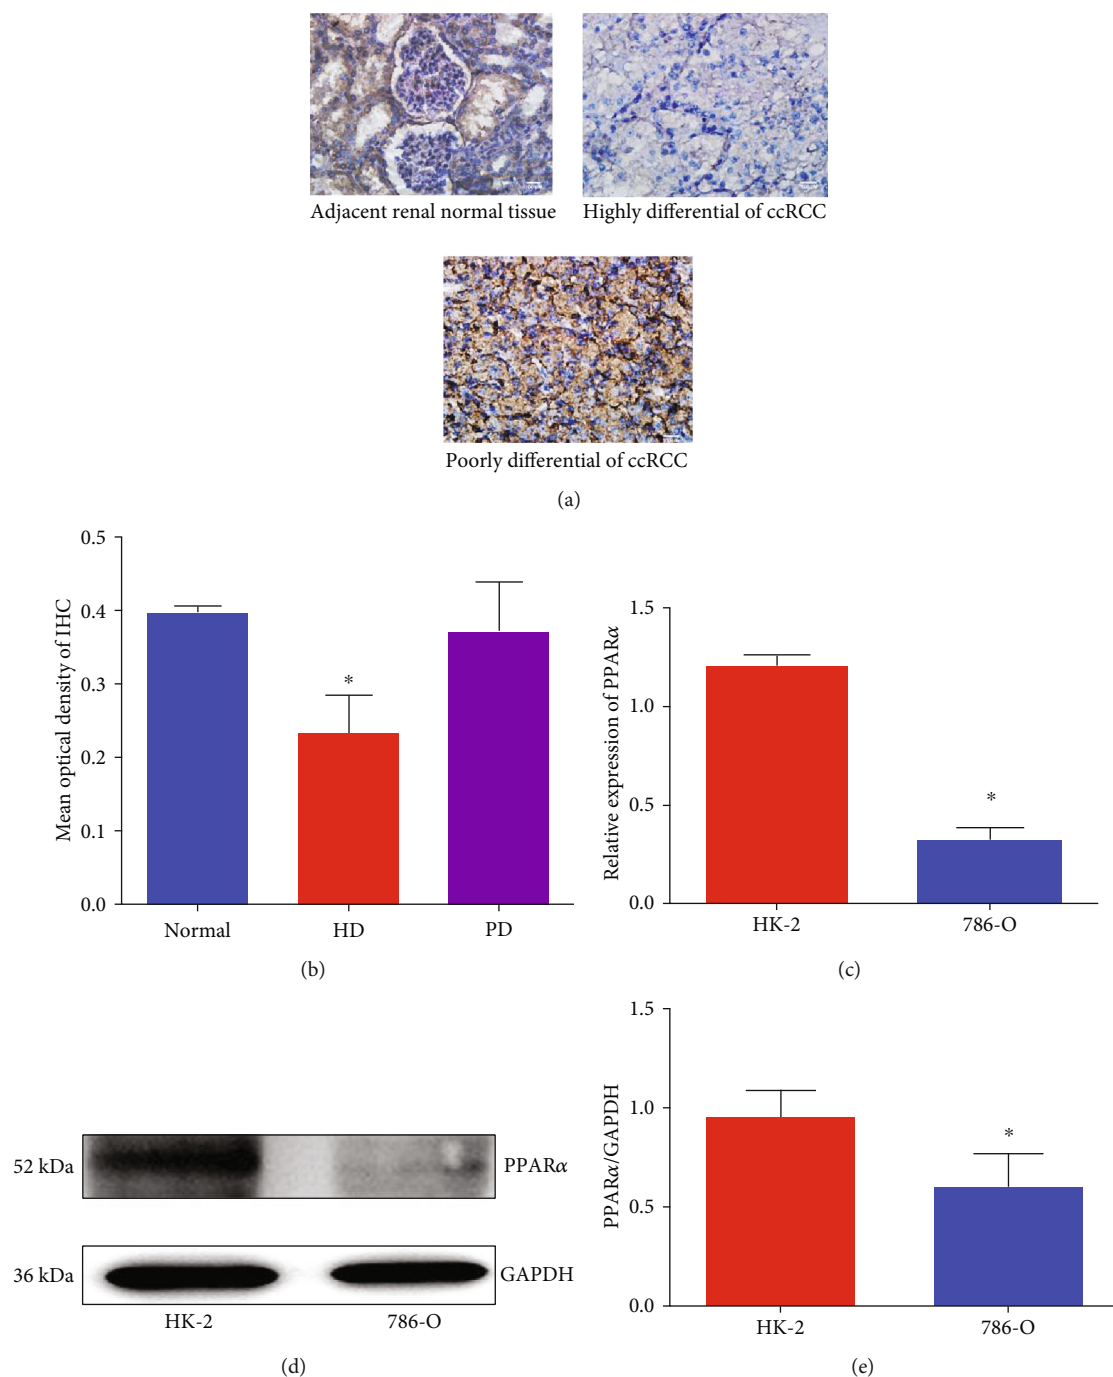 Adjacent renal normal tissue
Highly differential of ccRCC
Poorly differential of ccRCC
(a)
Mean optical density of IHC
0.5
0.4
0.3
0.2
0.1
0.0
*
Normal HD PD
(b)
Relative expression of PPARα
1.5
1.0
0.5
0.0
*
HK-2 786-O
(c)
52 kDa PPARα
36 kDa GAPDH
HK-2 786-O
(d)
PPARα/GAPDH
1.5
1.0
0.5
0.0
*
HK-2 786-O
(e)